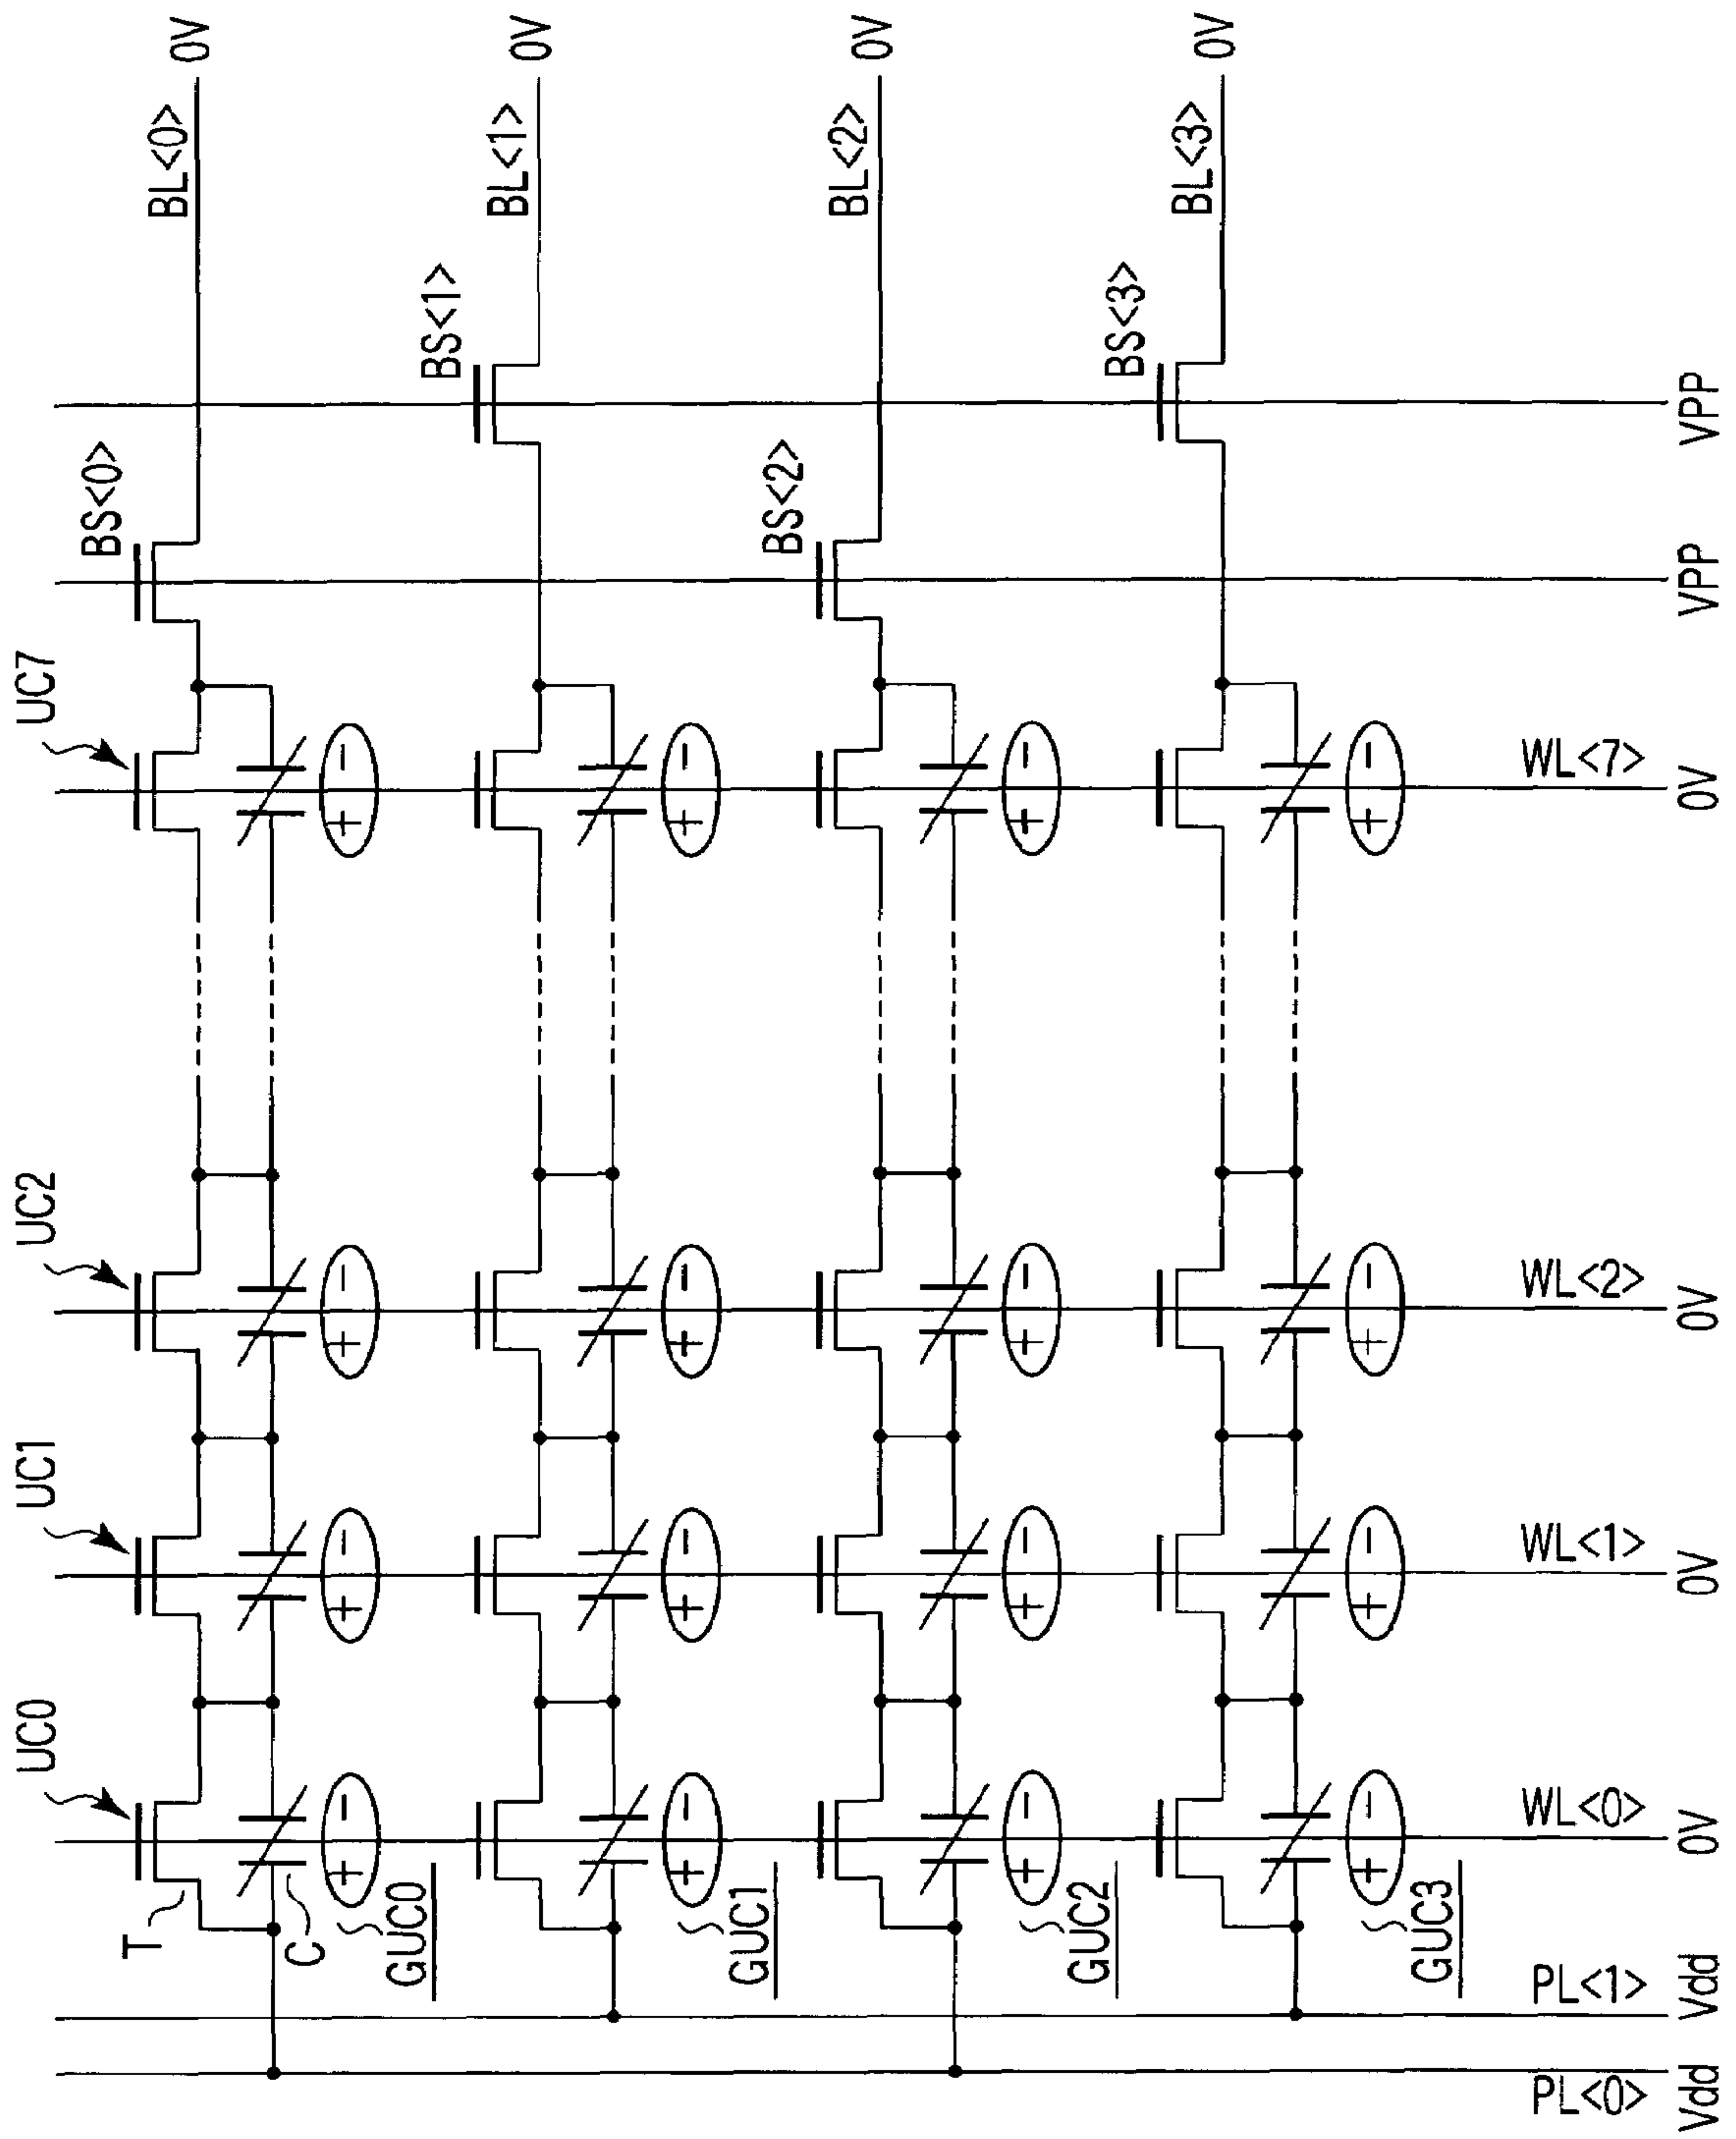 UC0
UC1
UC2
UC7
BS<0>
T
BL<0>
0V
C
+ −
+ −
+ −
+ −
GUC0
BS<1>
BL<1>
0V
+ −
+ −
+ −
+ −
GUC1
BS<2>
BL<2>
0V
+ −
+ −
+ −
+ −
GUC2
BS<3>
BL<3>
0V
+ −
+ −
+ −
+ −
GUC3
PL<0>
PL<1>
WL<0>
WL<1>
WL<2>
WL<7>
Vdd
Vdd
0V
0V
0V
0V
VPP
VPP